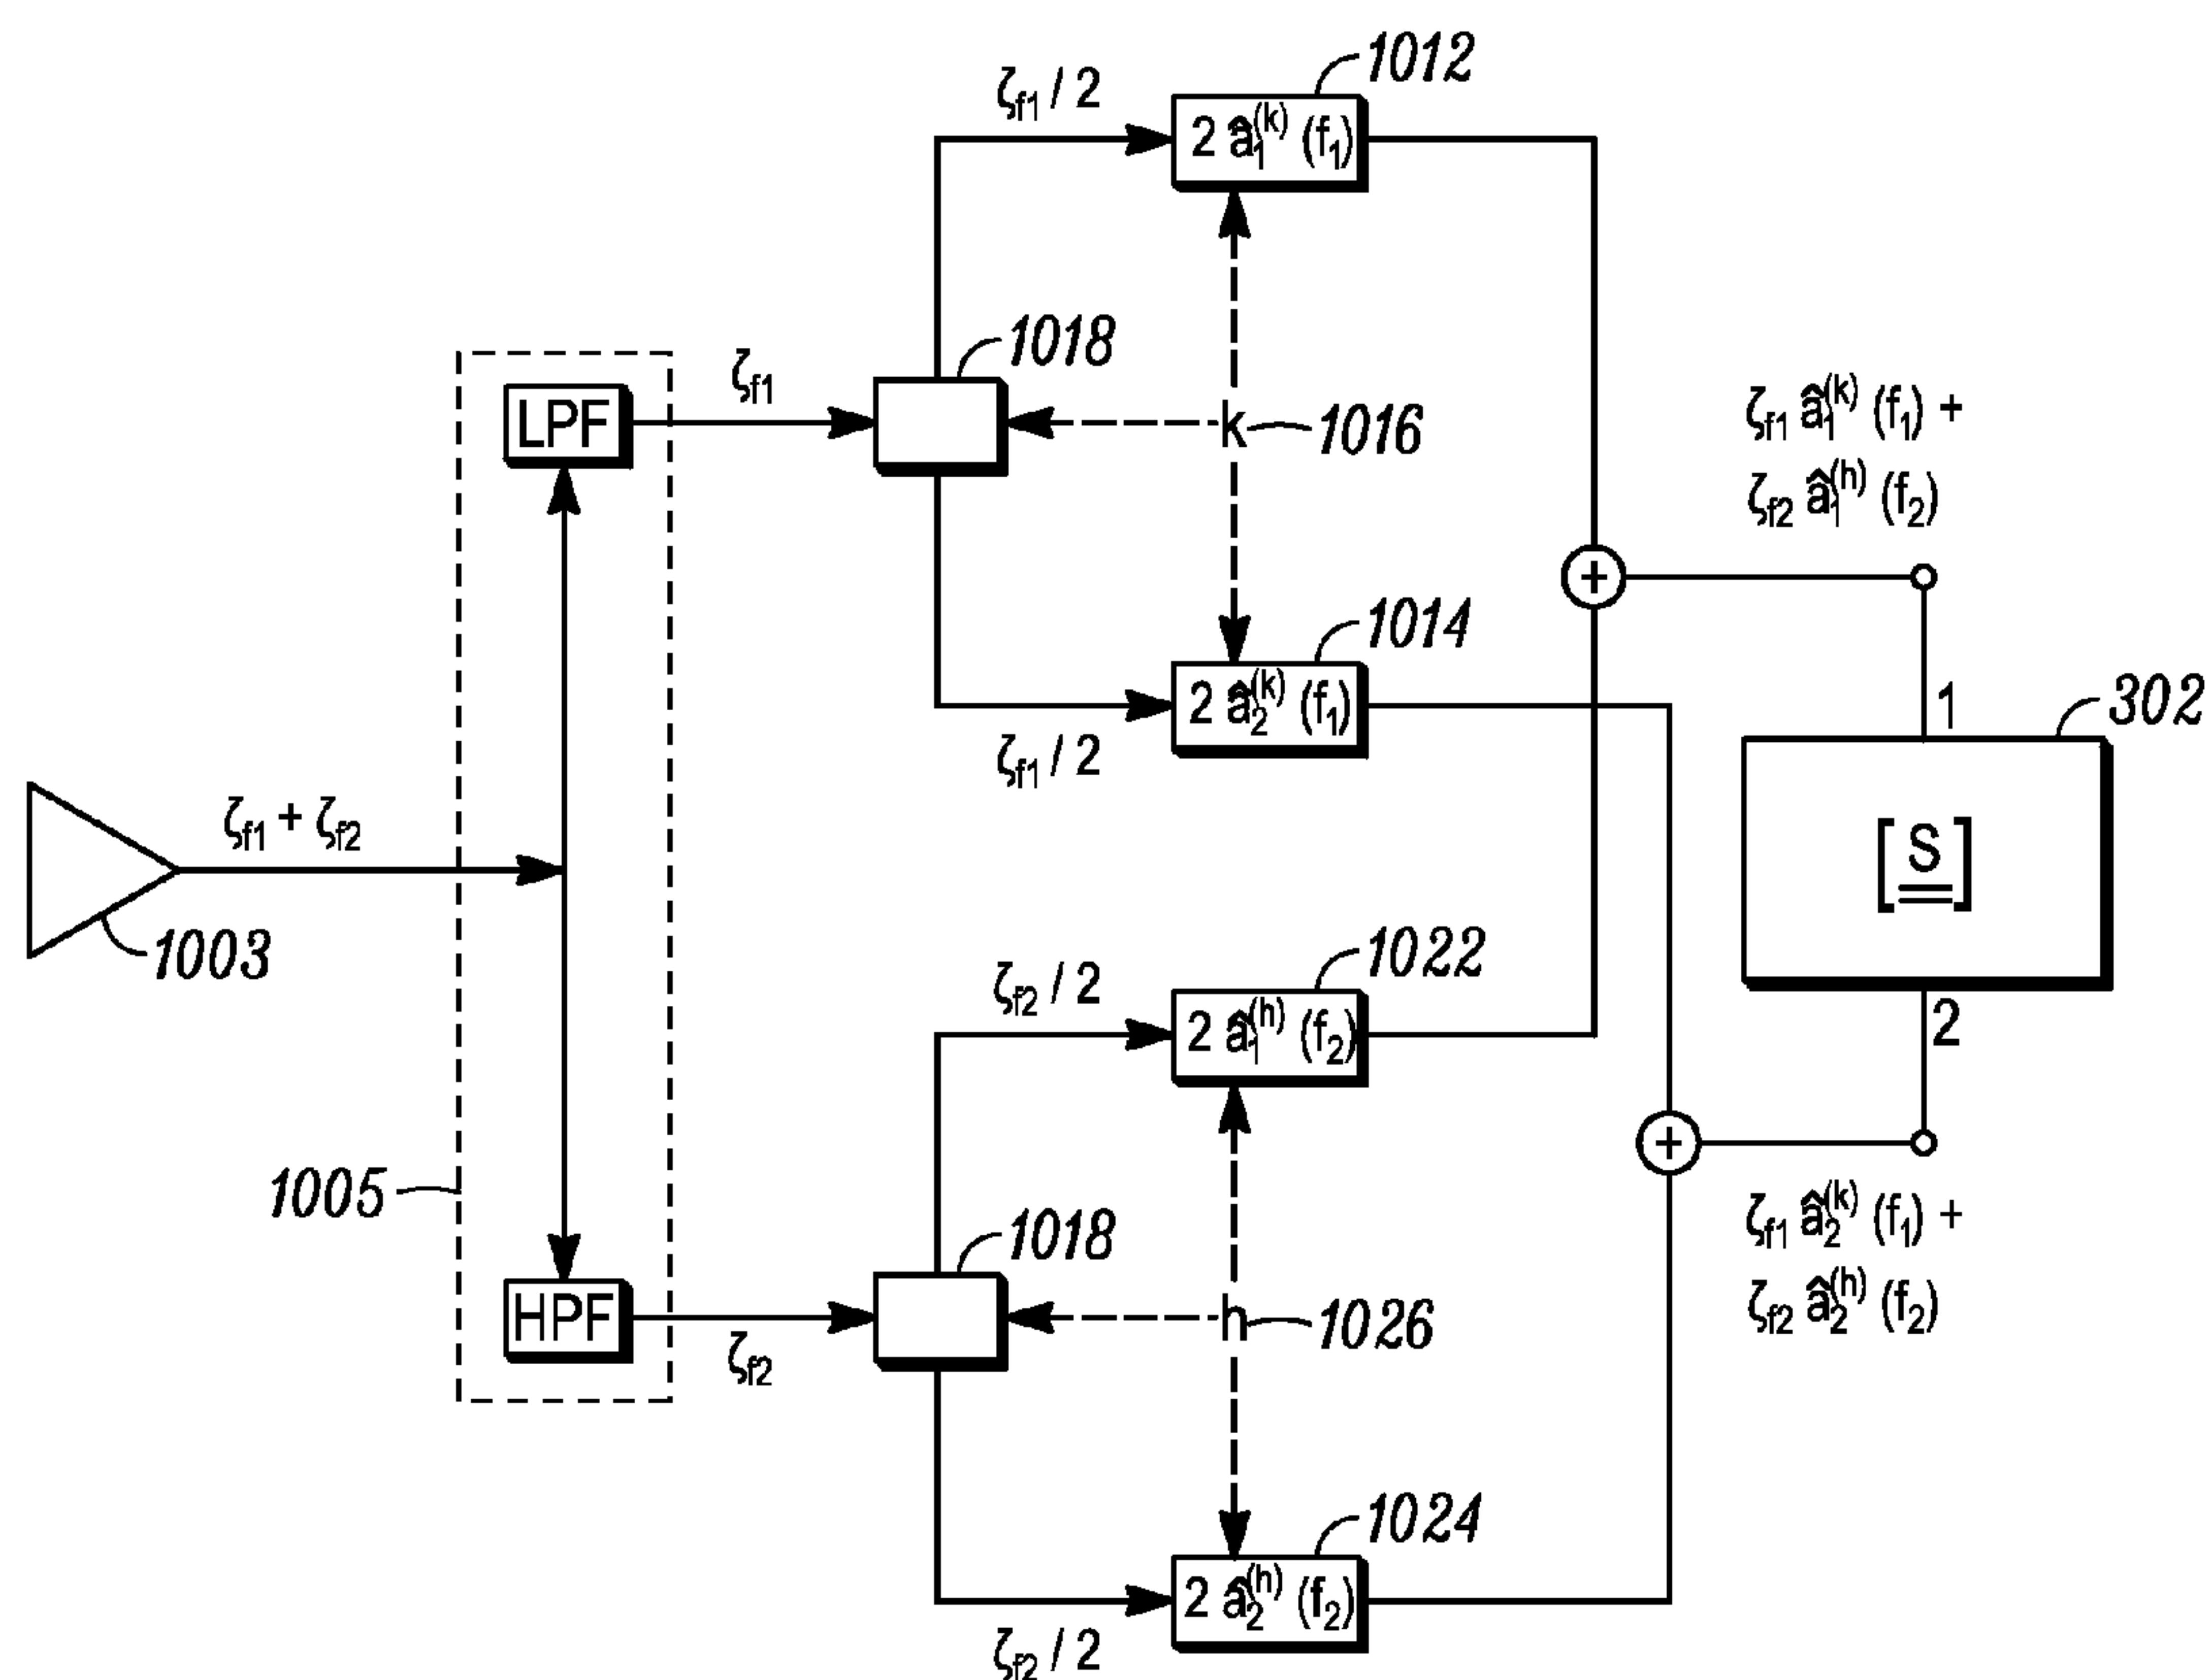 1012
ζf1 / 2
2 â1(k) (f1)
1018
ζf1
LPF
k
1016
ζf1 â1(k) (f1) +
ζf2 â1(h) (f2)
+
1014
2 â2(k) (f1)
ζf1 / 2
1
302
[S]
ζf1 + ζf2
1003
1022
ζf2 / 2
2 â1(h) (f2)
2
+
1005
1018
ζf1 â2(k) (f1) +
ζf2 â2(h) (f2)
HPF
ζf2
h
1026
1024
2 â2(h) (f2)
ζf2 / 2